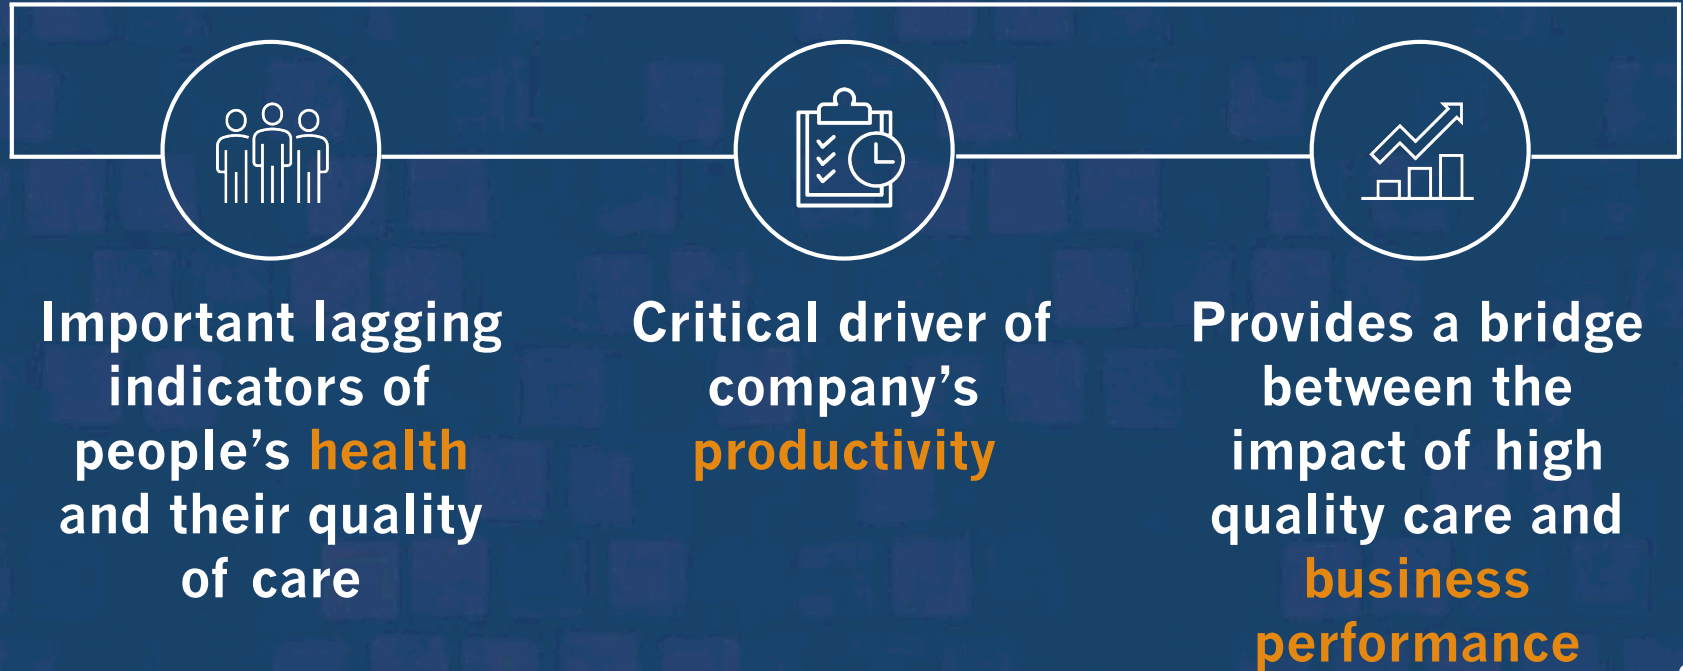 Important lagging
indicators of
people’s health
and their quality
of care
Critical driver of
company’s
productivity
Provides a bridge
between the
impact of high
quality care and
business
performance